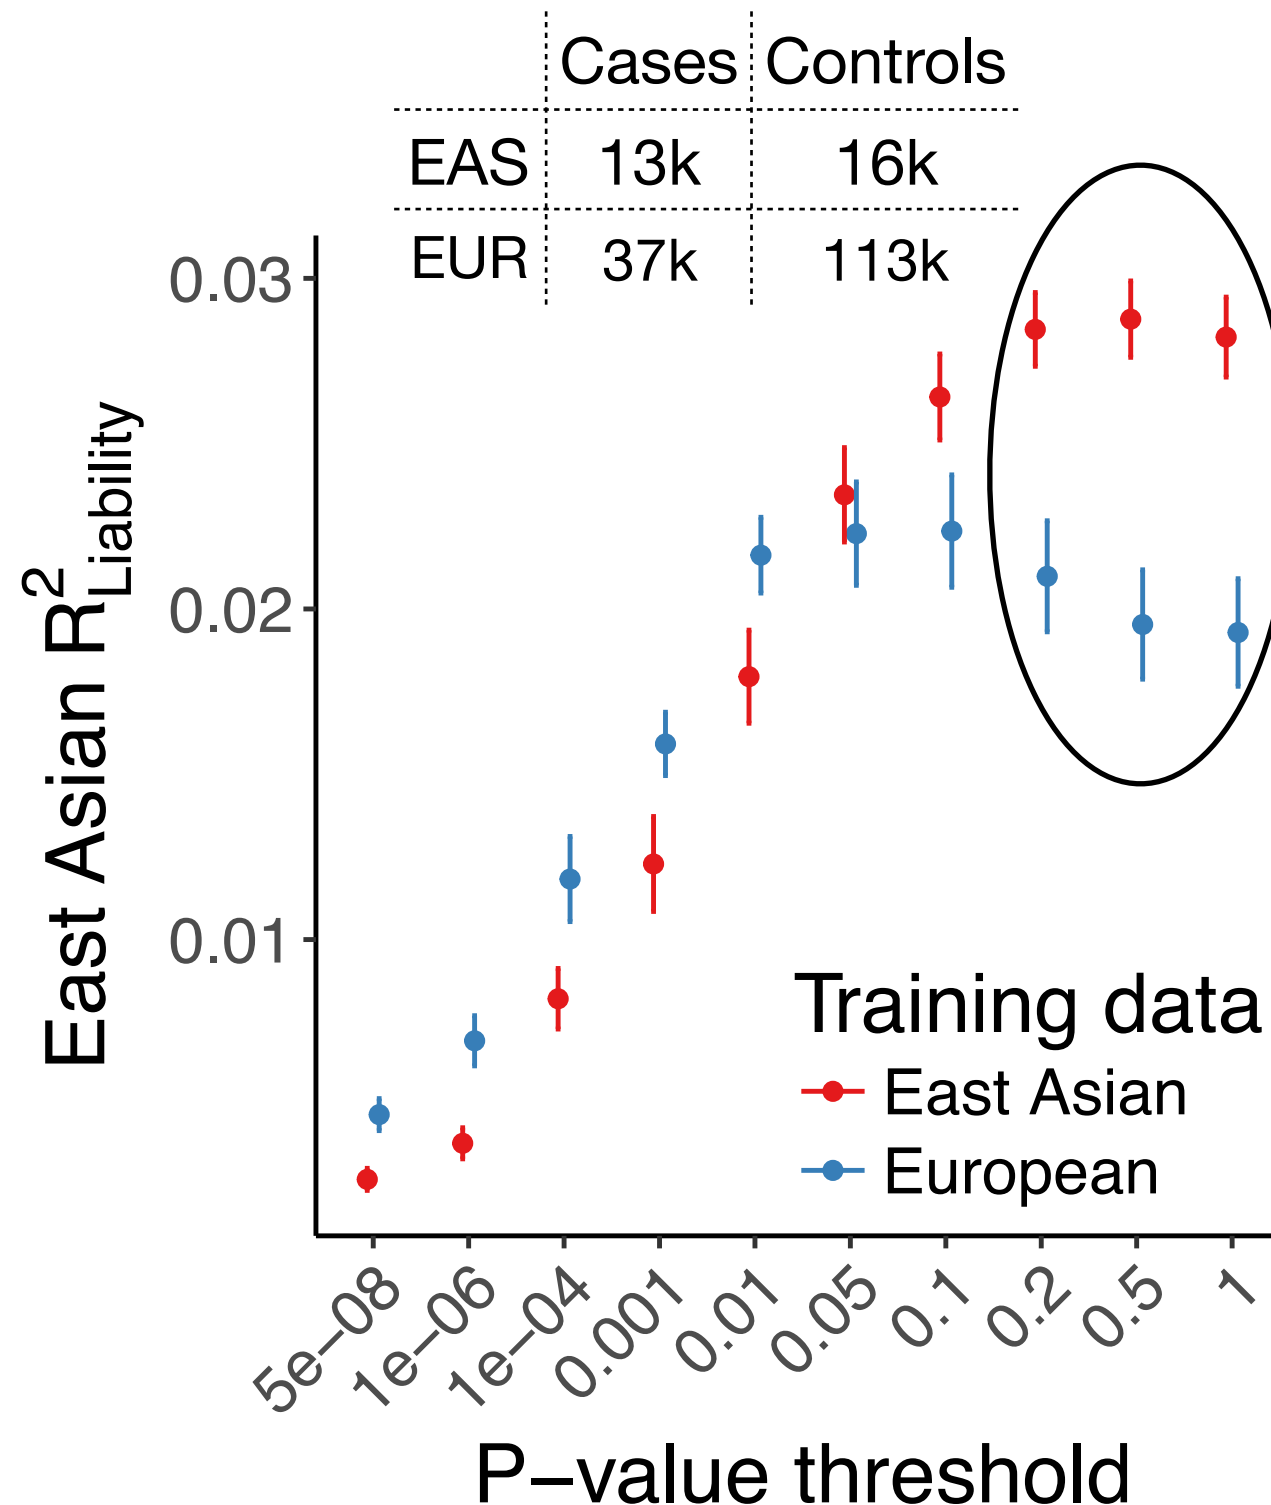 Cases Controls
EAS 13k 16k
EUR 37k 113k
0.03
0.02
0.01
East Asian R²Liability
Training data
East Asian
European
5e−08 1e−06 1e−04 0.001 0.01 0.05 0.1 0.2 0.5 1
P−value threshold